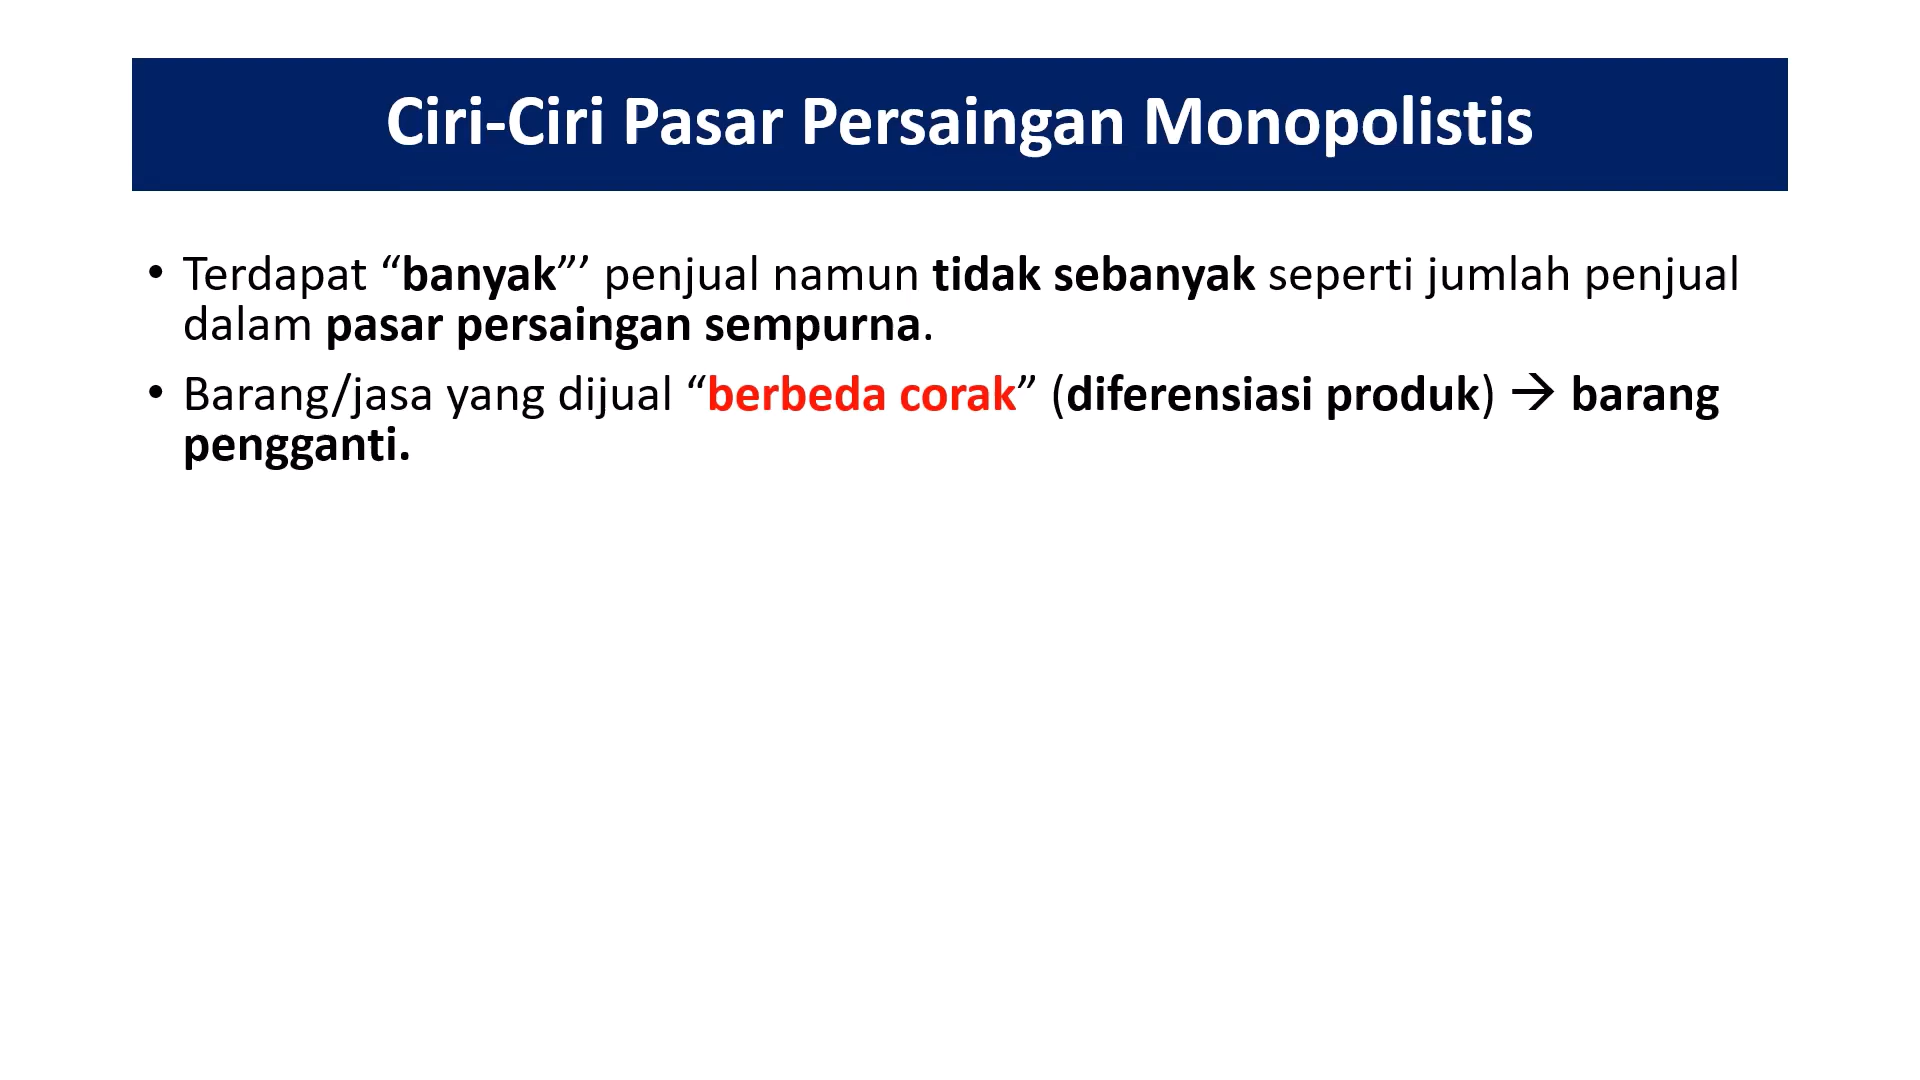 Ciri-Ciri Pasar Persaingan Monopolistis
• Terdapat “banyak”’ penjual namun tidak sebanyak seperti jumlah penjual
dalam pasar persaingan sempurna.
• Barang/jasa yang dijual “berbeda corak” (diferensiasi produk) → barang
pengganti.